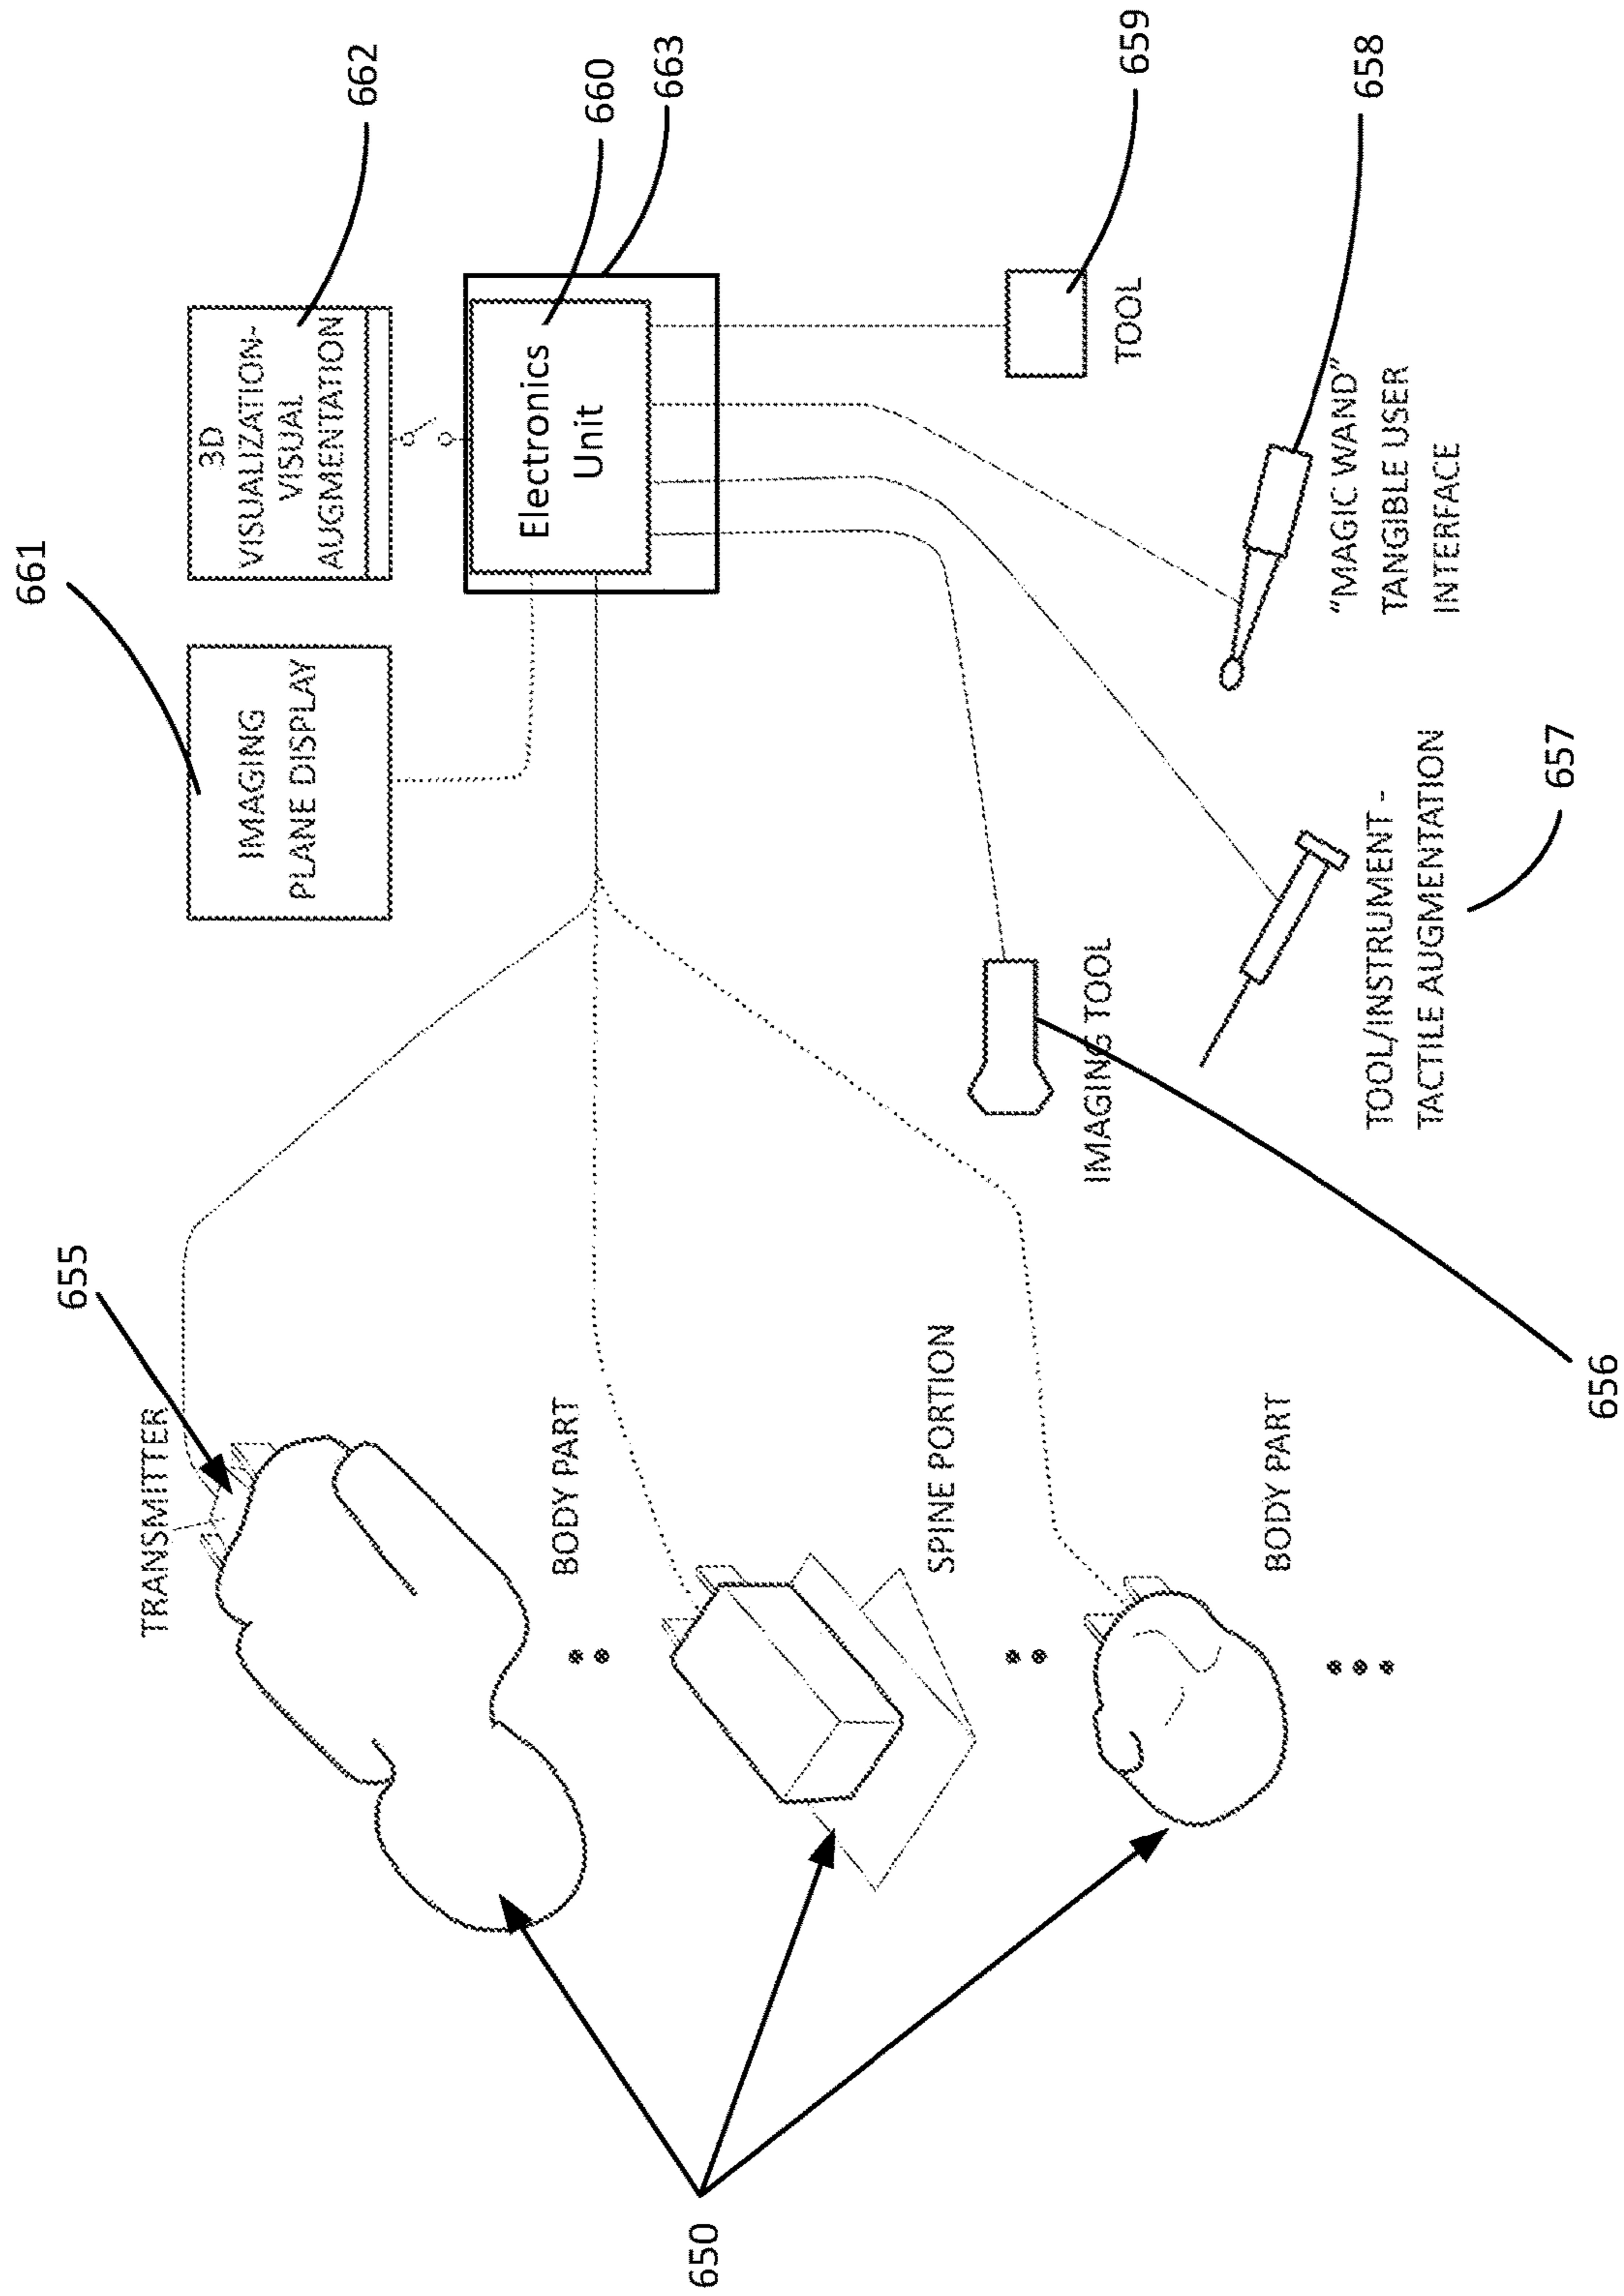 661
662
IMAGING
PLANE DISPLAY
3D
VISUALIZATION-
VISUAL
AUGMENTATION
655
TRANSMITTER
Electronics
Unit
660
663
BODY PART
650
SPINE PORTION
IMAGING TOOL
TOOL
659
BODY PART
TOOL/INSTRUMENT -
TACTILE AUGMENTATION
"MAGIC WAND"
TANGIBLE USER
INTERFACE
658
656
657